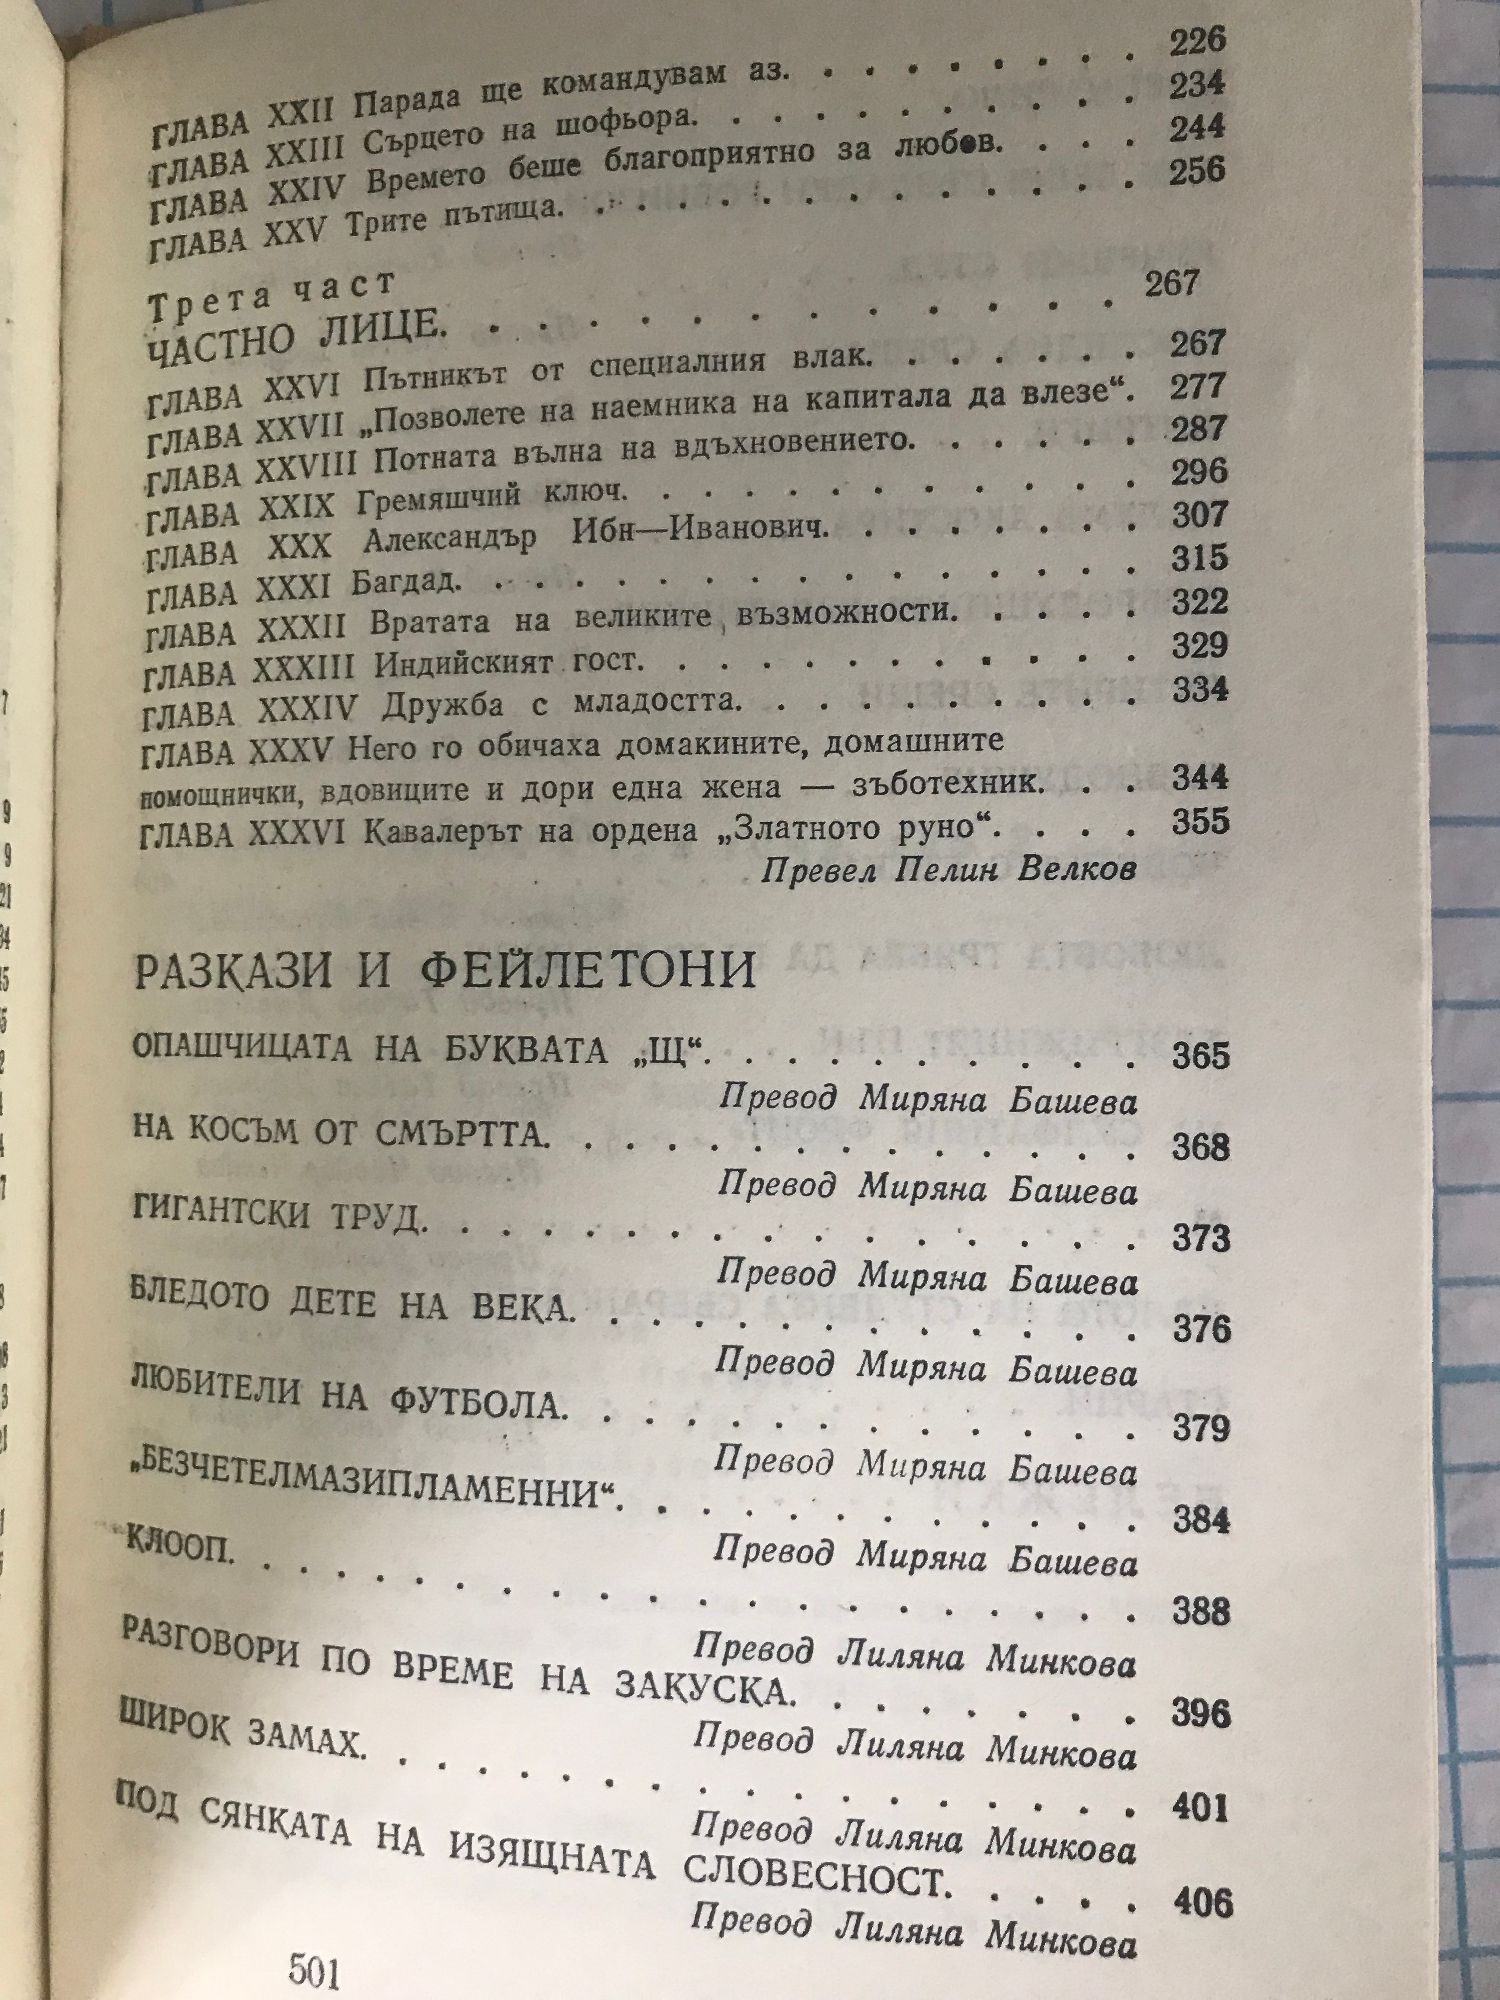 ГЛАВА XXII Парада ще командувам аз. . . . . . . . . 226
ГЛАВА XXIII Сърцето на шофьора. . . . . . . . . . . 234
ГЛАВА XXIV Времето беше благоприятно за любов. . . . 244
ГЛАВА XXV Трите пътища. . . . . . . . . . . . . . 256
Трета част
ЧАСТНО ЛИЦЕ. . . . . . . . . . . . . . 267
ГЛАВА XXVI Пътникът от специалния влак. . . . . . . 267
ГЛАВА XXVII „Позволете на наемника на капитала да влезе“. 277
ГЛАВА XXVIII Потната вълна на вдъхновението. . . . . . 287
ГЛАВА XXIX Гремяшчий ключ. . . . . . . . . . . . 296
ГЛАВА XXX Александър Ибн—Иванович. . . . . . . . 307
ГЛАВА XXXI Багдад. . . . . . . . . . . . . . . . . 315
ГЛАВА XXXII Вратата на великите възможности. . . . . 322
ГЛАВА XXXIII Индийският гост. . . . . . . . . . . . 329
ГЛАВА XXXIV Дружба с младостта. . . . . . . . . . 334
ГЛАВА XXXV Него го обичаха домакините, домашните
помощнички, вдовиците и дори една жена — зъботехник. . . 344
ГЛАВА XXXVI Кавалерът на ордена „Златното руно“. . . . 355
Превел Пелин Велков
РАЗКАЗИ И ФЕЙЛЕТОНИ
ОПАШЧИЦАТА НА БУКВАТА „Щ“. . . . . . . . . . . 365
Превод Миряна Башева
НА КОСЪМ ОТ СМЪРТТА. . . . . . . . . . . . . . . 368
Превод Миряна Башева
ГИГАНТСКИ ТРУД. . . . . . . . . . . . . . . . . 373
Превод Миряна Башева
БЛЕДОТО ДЕТЕ НА ВЕКА. . . . . . . . . . . . . . 376
Превод Миряна Башева
ЛЮБИТЕЛИ НА ФУТБОЛА. . . . . . . . . . . . . . 379
Превод Миряна Башева
„БЕЗЧЕТЕЛМАЗИПЛАМЕННИ“. . . . . . . . . . . . . 384
Превод Миряна Башева
КЛООП. . . . . . . . . . . . . . . . . . . . . . . 388
Превод Лиляна Минкова
РАЗГОВОРИ ПО ВРЕМЕ НА ЗАКУСКА. . . . . . . . . 396
Превод Лиляна Минкова
ШИРОК ЗАМАХ. . . . . . . . . . . . . . . . . . . 401
Превод Лиляна Минкова
ПОД СЯНКАТА НА ИЗЯЩНАТА СЛОВЕСНОСТ. . . . . 406
Превод Лиляна Минкова
501